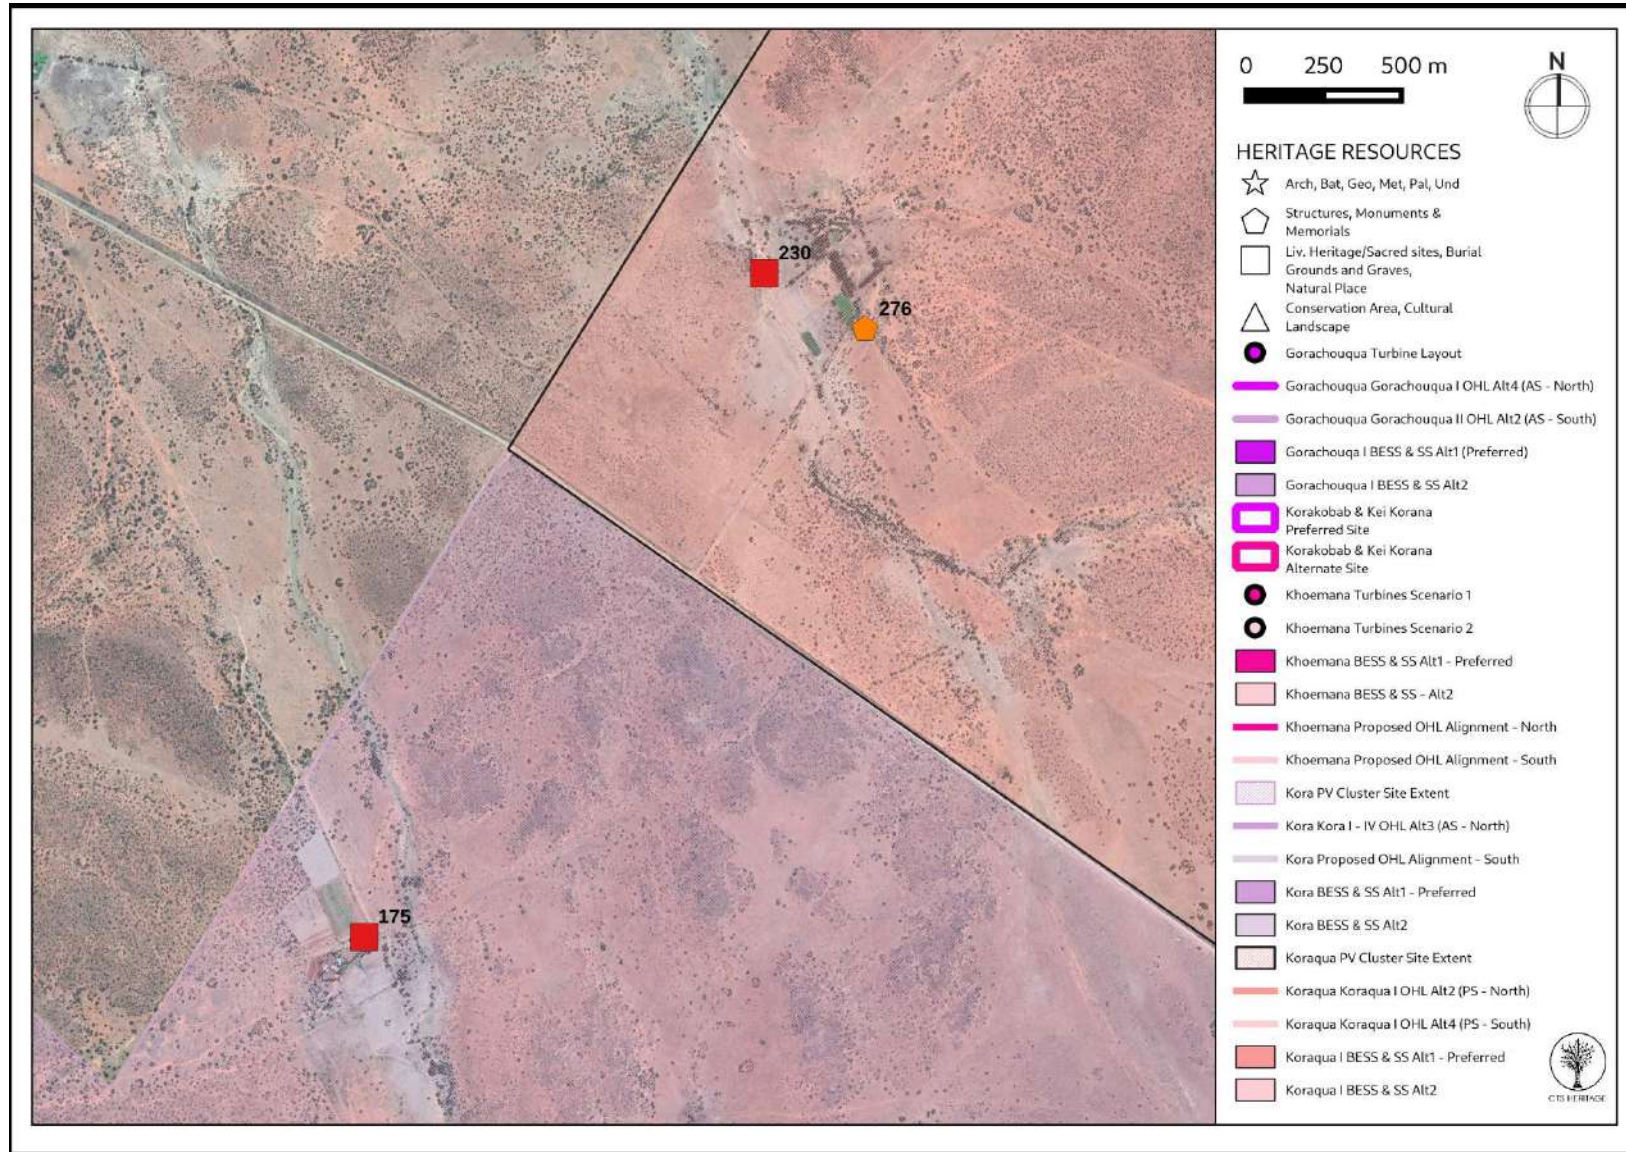 230
276
175
0 250 500 m
N
HERITAGE RESOURCES
Arch, Bat, Geo, Met, Pal, Und
Structures, Monuments &
Memorials
Liv. Heritage/Sacred sites, Burial
Grounds and Graves,
Natural Place
Conservation Area, Cultural
Landscape
Gorachouqua Turbine Layout
Gorachouqua Gorachouqua I OHL Alt4 (AS - North)
Gorachouqua Gorachouqua II OHL Alt2 (AS - South)
Gorachouqa I BESS & SS Alt1 (Preferred)
Gorachouqua I BESS & SS Alt2
Korakobab & Kei Korana
Preferred Site
Korakobab & Kei Korana
Alternate Site
Khoemana Turbines Scenario 1
Khoemana Turbines Scenario 2
Khoemana BESS & SS Alt1 - Preferred
Khoemana BESS & SS - Alt2
Khoemana Proposed OHL Alignment - North
Khoemana Proposed OHL Alignment - South
Kora PV Cluster Site Extent
Kora Kora I - IV OHL Alt3 (AS - North)
Kora Proposed OHL Alignment - South
Kora BESS & SS Alt1 - Preferred
Kora BESS & SS Alt2
Koraqua PV Cluster Site Extent
Koraqua Koraqua I OHL Alt2 (PS - North)
Koraqua Koraqua I OHL Alt4 (PS - South)
Koraqua I BESS & SS Alt1 - Preferred
Koraqua I BESS & SS Alt2
CTS HERITAGE